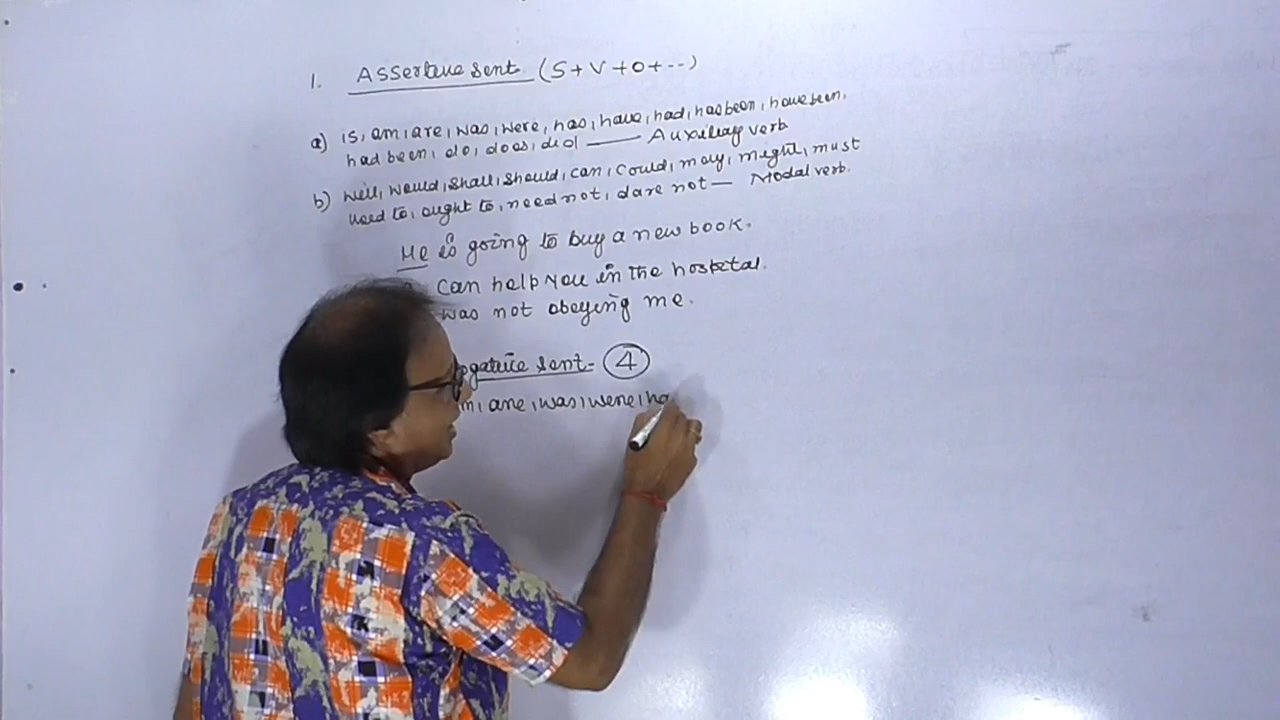 1. Assertive sent (S+V+O+--)
a) is, am, are, was, were, has, have, had, has been, have been,
had been, do, does, did —— Auxiliary verb
b) will, would, shall, should, can, could, may, might, must
used to, ought to, need not, dare not — Modal verb.
He is going to buy a new book.
can help you in the hospital.
was not obeying me.
ogative sent- 4
m, are, was, were, ha